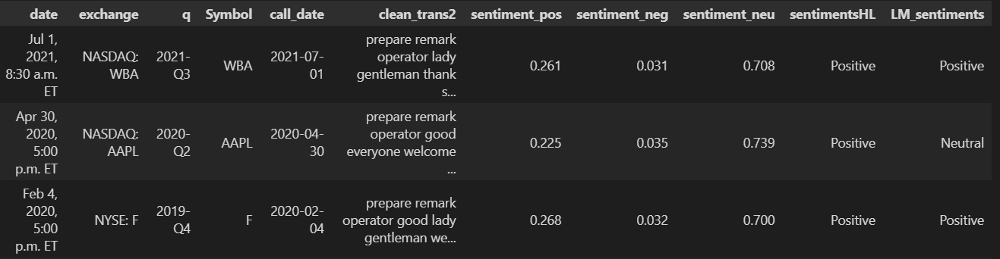 date exchange q Symbol call_date clean_trans2 sentiment_pos sentiment_neg sentiment_neu sentimentsHL LM_sentiments
Jul 1,
2021,
8:30 a.m.
ET
NASDAQ:
WBA
2021-
Q3
WBA
2021-07-
01
prepare remark
operator lady
gentleman thank
s...
0.261 0.031 0.708 Positive Positive
Apr 30,
2020,
5:00
p.m. ET
NASDAQ:
AAPL
2020-
Q2
AAPL
2020-04-
30
prepare remark
operator good
everyone welcome
...
0.225 0.035 0.739 Positive Neutral
Feb 4,
2020,
5:00
p.m. ET
NYSE: F
2019-
Q4
F
2020-02-
04
prepare remark
operator good lady
gentleman we...
0.268 0.032 0.700 Positive Positive